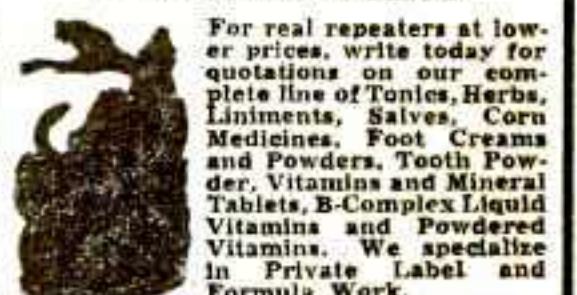 For real repeaters at low-
er prices, write today for
quotations on our com-
plete line of Tonics, Herbs,
Liniments, Salves, Corn
Medicines, Foot Creams
and Powders, Tooth Pow-
der, Vitamins and Mineral
Tablets, B-Complex Liquid
Vitamins and Powdered
Vitamins. We specialize
in Private Label and
Formula Work.